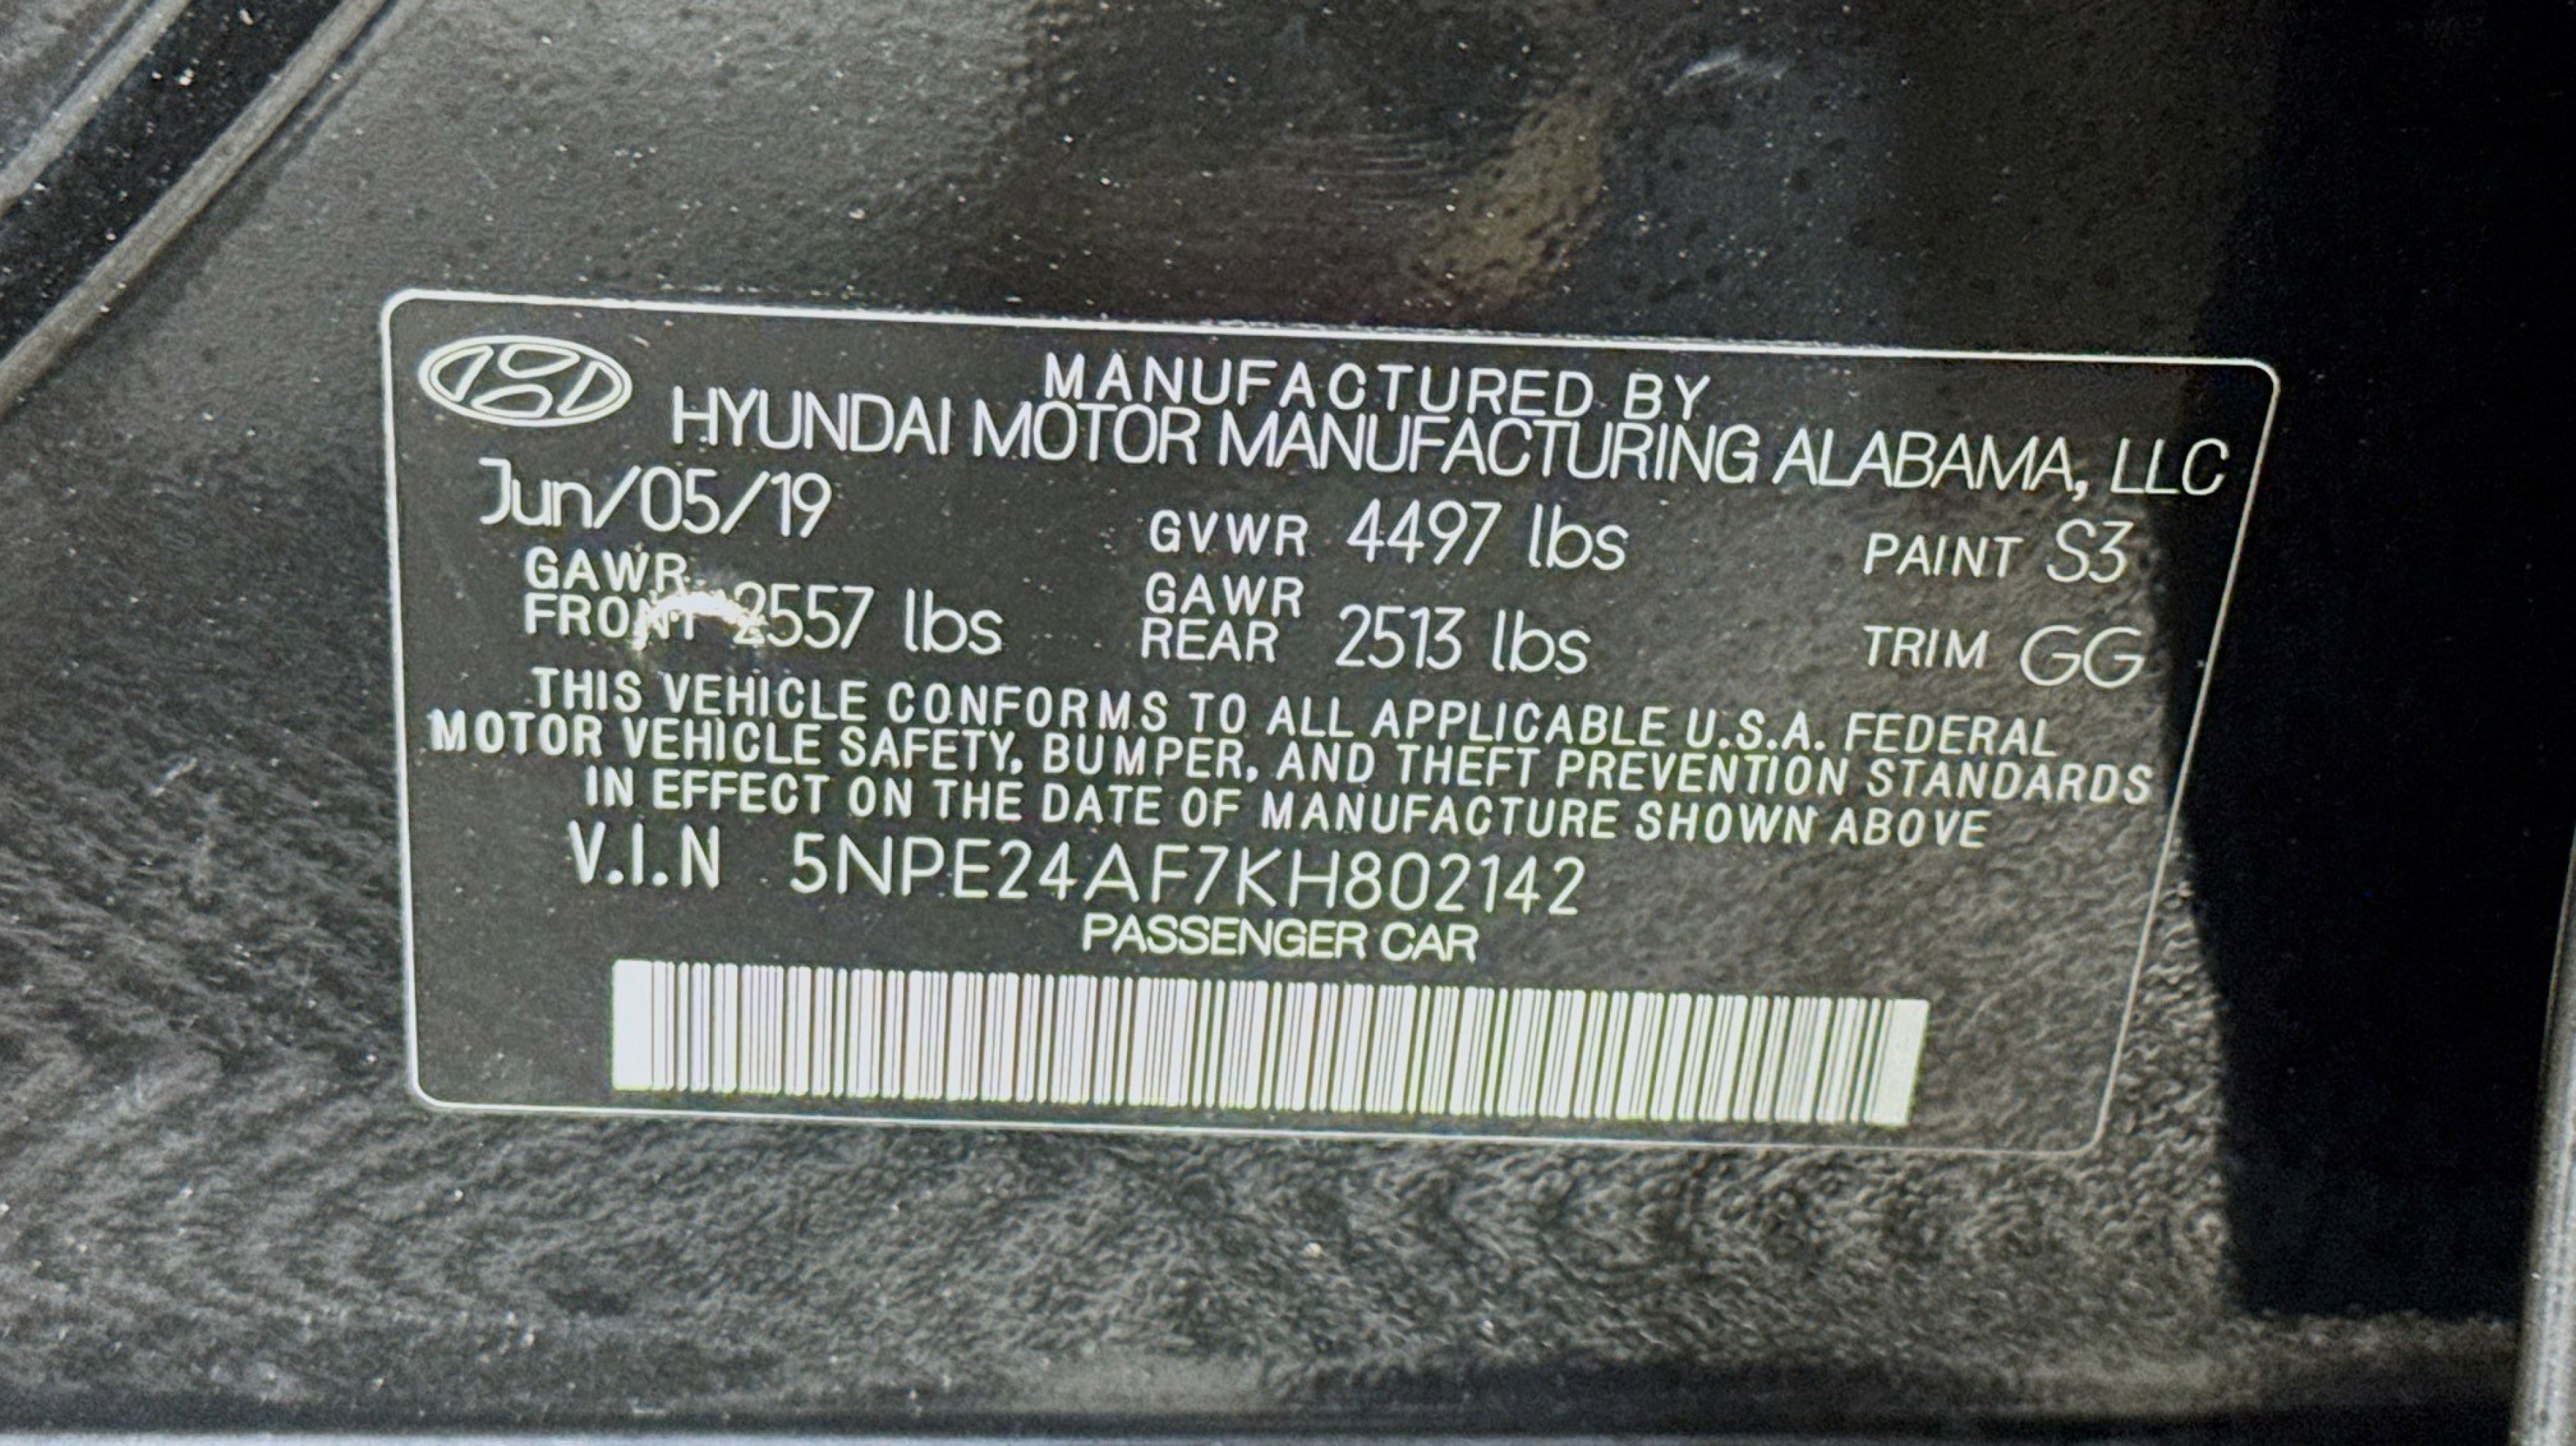 MANUFACTURED BY
HYUNDAI MOTOR MANUFACTURING ALABAMA, LLC
Jun/05/19 GVWR 4497 lbs PAINT S3
GAWR FRONT 2557 lbs GAWR REAR 2513 lbs TRIM GG
THIS VEHICLE CONFORMS TO ALL APPLICABLE U.S.A. FEDERAL
MOTOR VEHICLE SAFETY, BUMPER, AND THEFT PREVENTION STANDARDS
IN EFFECT ON THE DATE OF MANUFACTURE SHOWN ABOVE
V.I.N 5NPE24AF7KH802142
PASSENGER CAR